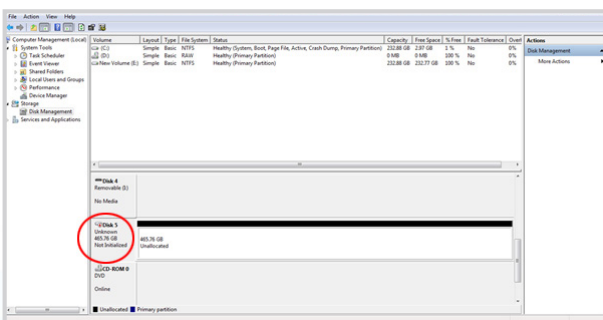 File Action View Help
Computer Management (Local)
System Tools
Task Scheduler
Event Viewer
Shared Folders
Local Users and Groups
Performance
Device Manager
Storage
Disk Management
Services and Applications
Volume Layout Type File System Status Capacity Free Space % Free Fault Tolerance Overl
(C:) Simple Basic NTFS Healthy (System, Boot, Page File, Active, Crash Dump, Primary Partition) 232.88 GB 2.97 GB 1 % No 0%
(D:) Simple Basic RAW Healthy (Primary Partition) 0 MB 0 MB 100 % No 0%
New Volume (E:) Simple Basic NTFS Healthy (Primary Partition) 232.88 GB 232.77 GB 100 % No 0%
Actions
Disk Management
More Actions
Disk 4
No Media
Disk 5
Unknown
465.76 GB
Not Initialized
465.76 GB
Unallocated
CD-ROM 0
DVD
Online
Unallocated Primary partition